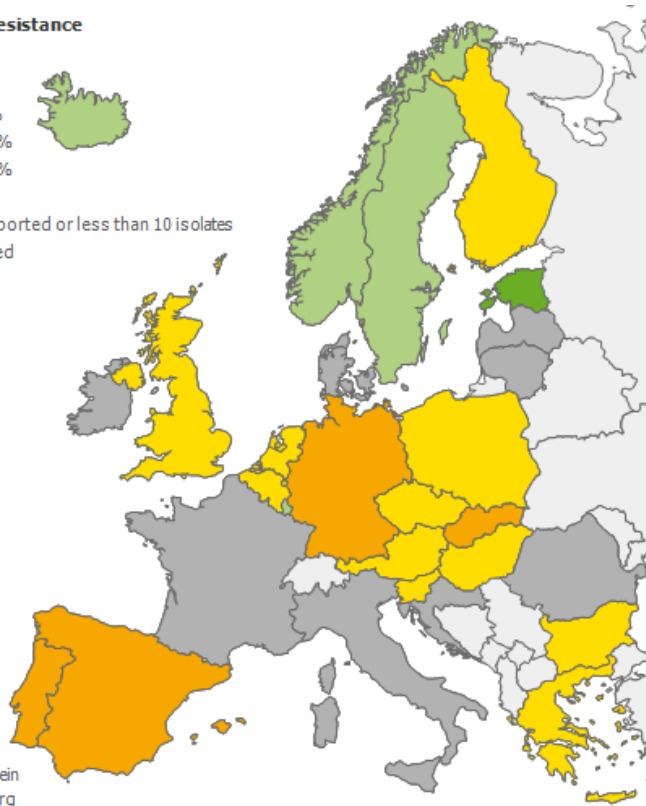 esistance
%
%
%
ported or less than 10 isolates
ed
ein
rg